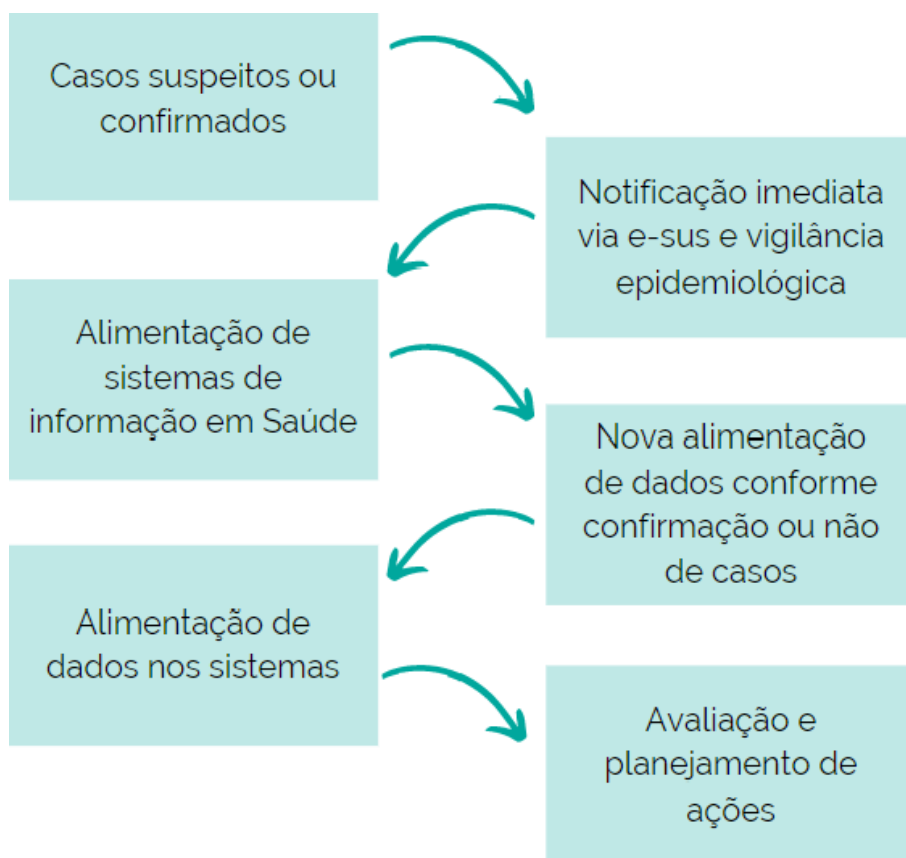 Casos suspeitos ou
confirmados
Notificação imediata
via e-sus e vigilância
epidemiológica
Alimentação de
sistemas de
informação em Saúde
Nova alimentação
de dados conforme
confirmação ou não
de casos
Alimentação de
dados nos sistemas
Avaliação e
planejamento de
ações